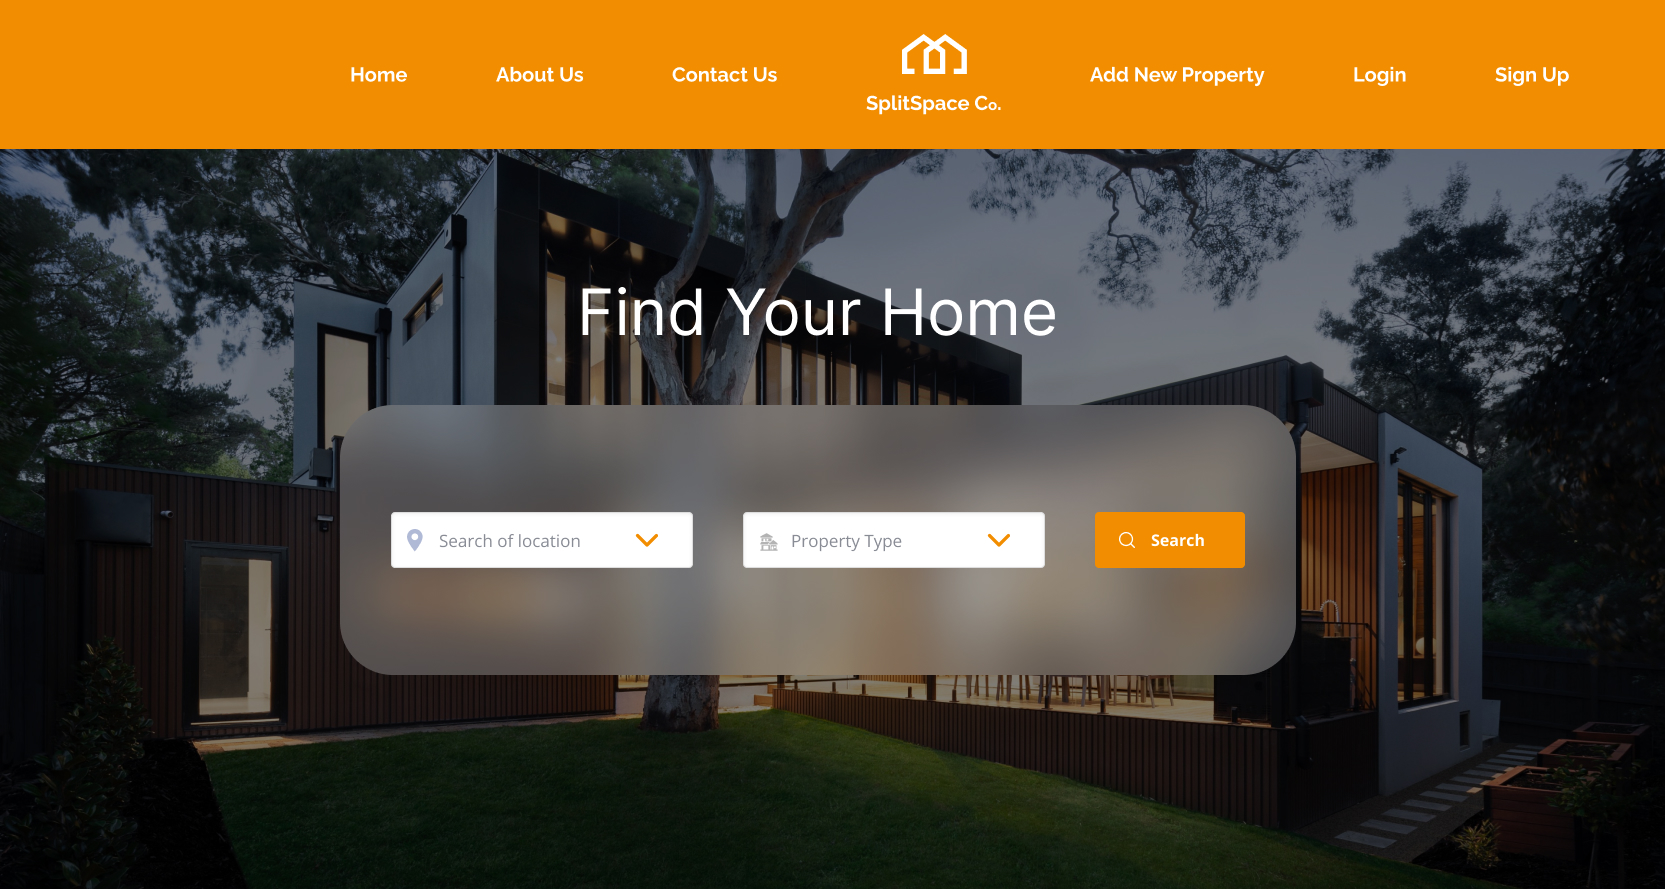 Home
About Us
Contact Us
SplitSpace Co.
Add New Property
Login
Sign Up
Find Your Home
Search of location
Property Type
Search